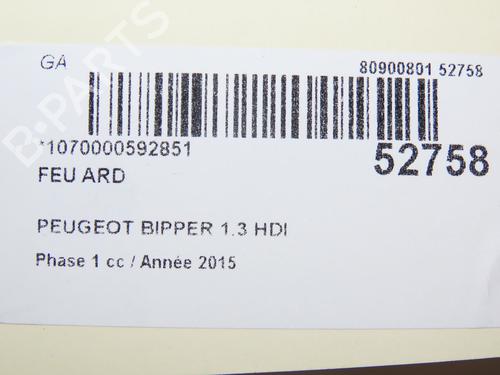 GA
80900801 52758
*1070000592851
52758
FEU ARD
PEUGEOT BIPPER 1.3 HDI
Phase 1 cc / Année 2015
B-PARTS